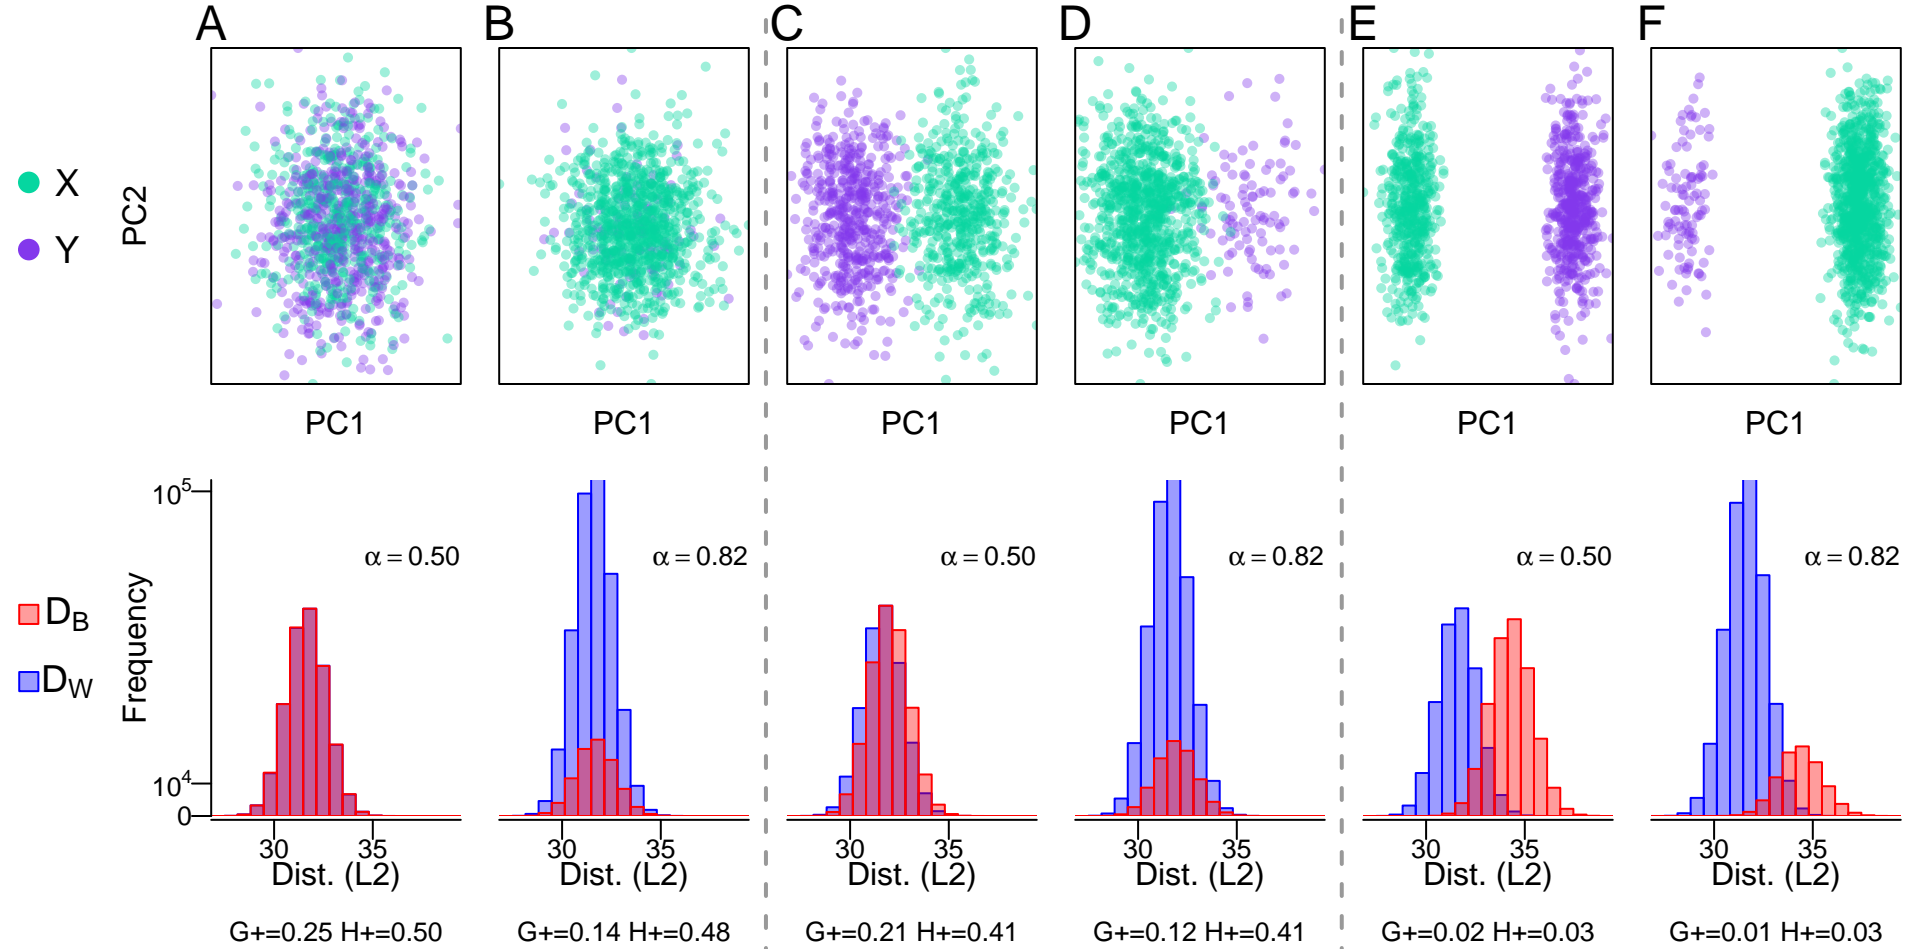 A B C D E F
X
Y
PC2
PC1 PC1 PC1 PC1 PC1 PC1
10^5
α = 0.50 α = 0.82 α = 0.50 α = 0.82 α = 0.50 α = 0.82
D_B
D_W
Frequency
10^4
0
30 35 30 35 30 35 30 35 30 35 30 35
Dist. (L2) Dist. (L2) Dist. (L2) Dist. (L2) Dist. (L2) Dist. (L2)
G+=0.25 H+=0.50 G+=0.14 H+=0.48 G+=0.21 H+=0.41 G+=0.12 H+=0.41 G+=0.02 H+=0.03 G+=0.01 H+=0.03